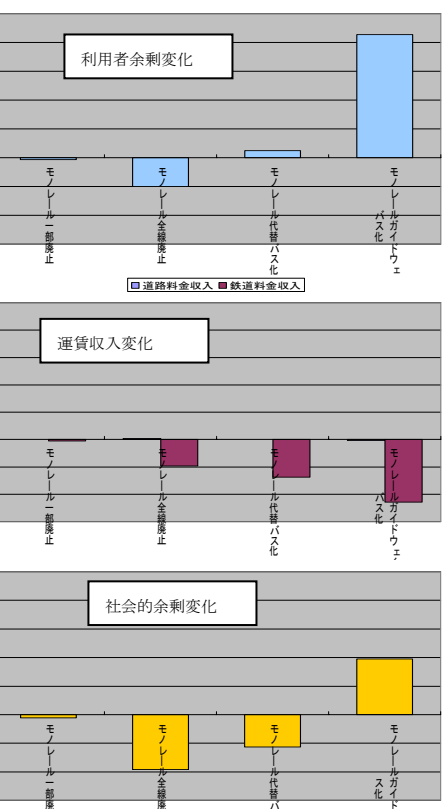 利用者余剰変化
モノレール一部廃止
モノレール全線廃止
モノレール代替バス化
モノレールガイドウェ
バス化
道路料金収入 鉄道料金収入
運賃収入変化
モノレール一部廃止
モノレール全線廃止
モノレール代替バス化
モノレールガイドウェ
バス化
社会的余剰変化
モノレール一部廃
モノレール全線廃
モノレール代替バ
モノレールガイド
ス化